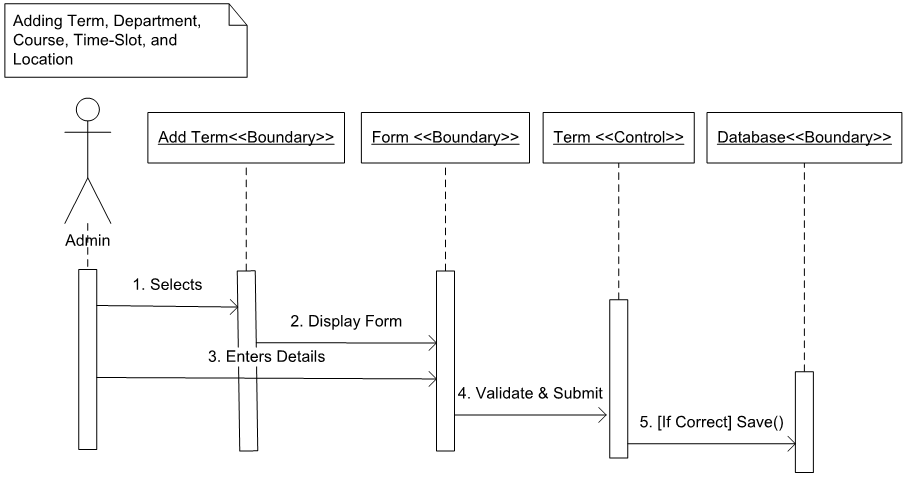 Adding Term, Department,
Course, Time-Slot, and
Location
Add Term<<Boundary>>
Form <<Boundary>>
Term <<Control>>
Database<<Boundary>>
Admin
1. Selects
2. Display Form
3. Enters Details
4. Validate & Submit
5. [If Correct] Save()